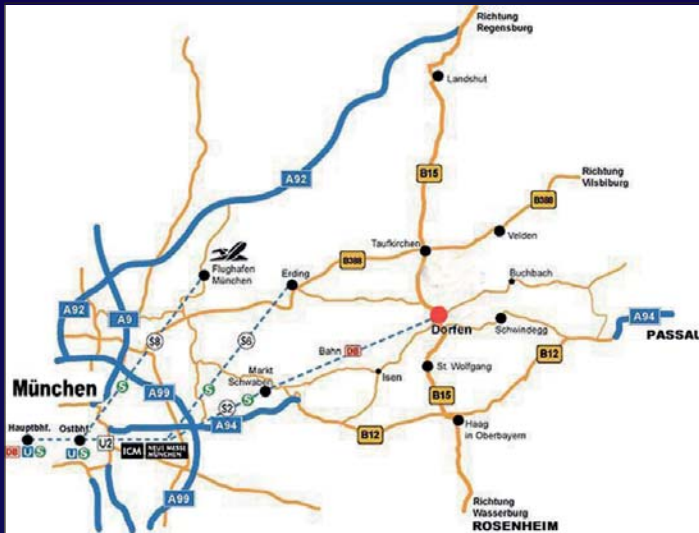 Richtung
Regensburg
Landshut
A92
B15
Richtung
Vilsbiburg
B388
Velden
Taufkirchen
B388
Flughafen
München
Erding
Buchbach
A92
A9
S8
S6
Dorfen
Schwindegg
A94
PASSAU
Bahn
DB
B12
Markt
Schwaben
Isen
St. Wolfgang
München
A99
S
S
S
S2
B15
Hauptbhf.
Ostbhf.
A94
B12
Haag
in Oberbayern
DB U S
U S
U2
ICM
NEUE MESSE
MÜNCHEN
A99
Richtung
Wasserburg
ROSENHEIM